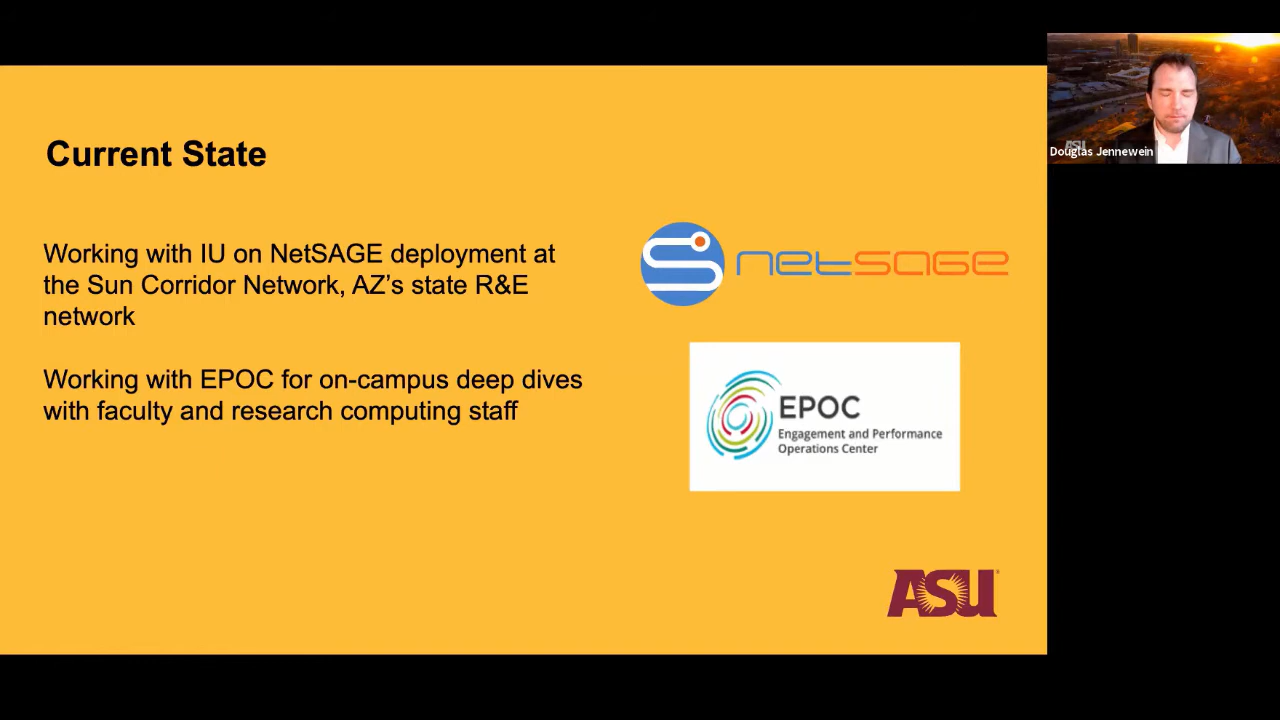 Current State
Working with IU on NetSAGE deployment at
the Sun Corridor Network, AZ’s state R&E
network
Working with EPOC for on-campus deep dives
with faculty and research computing staff
netsage
EPOC
Engagement and Performance
Operations Center
ASU
ASU
Douglas Jennewein